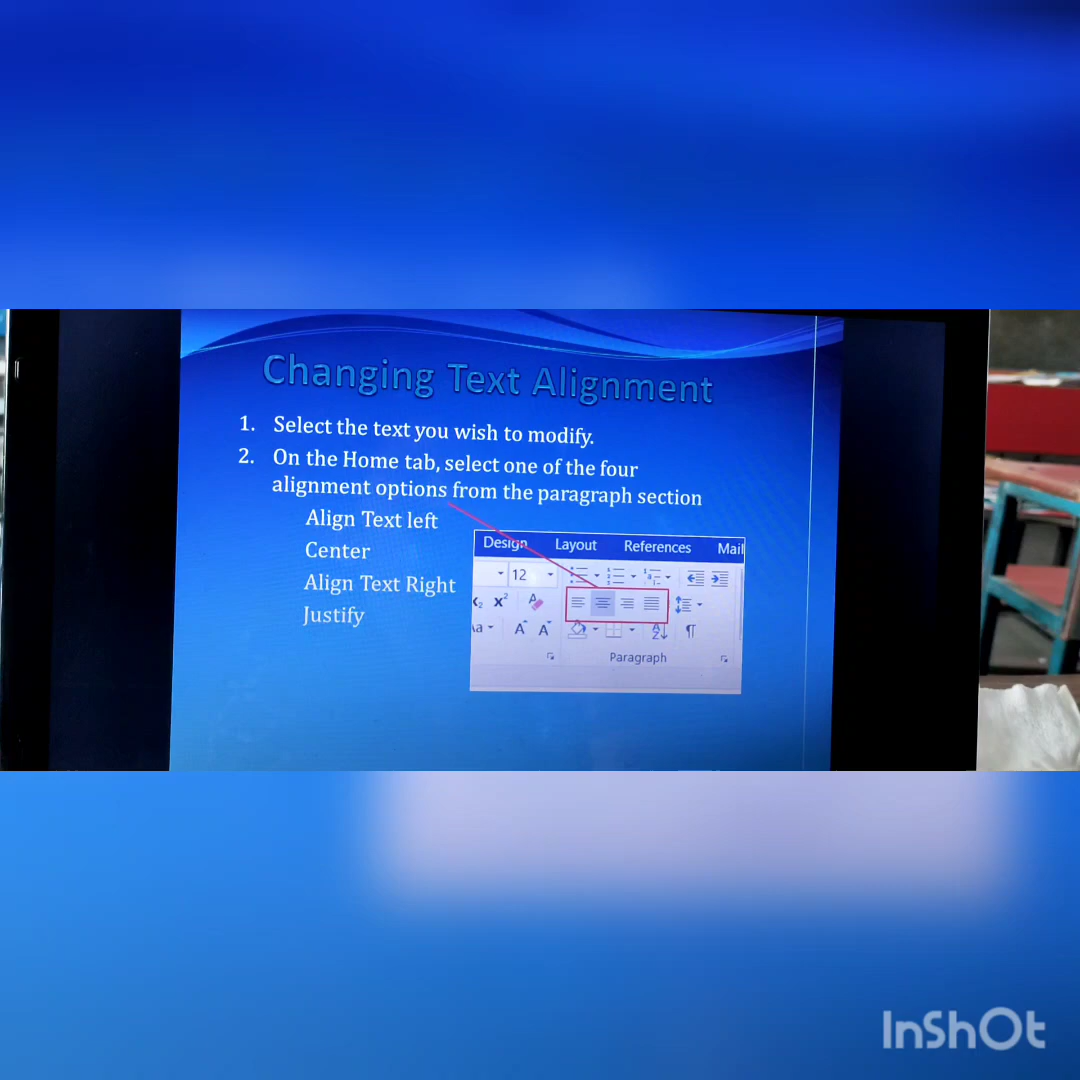 Changing Text Alignment
1. Select the text you wish to modify.
2. On the Home tab, select one of the four
alignment options from the paragraph section
Align Text left
Center
Align Text Right
Justify
Design Layout References Mail
12
x²
A
A A
Paragraph
InShOt